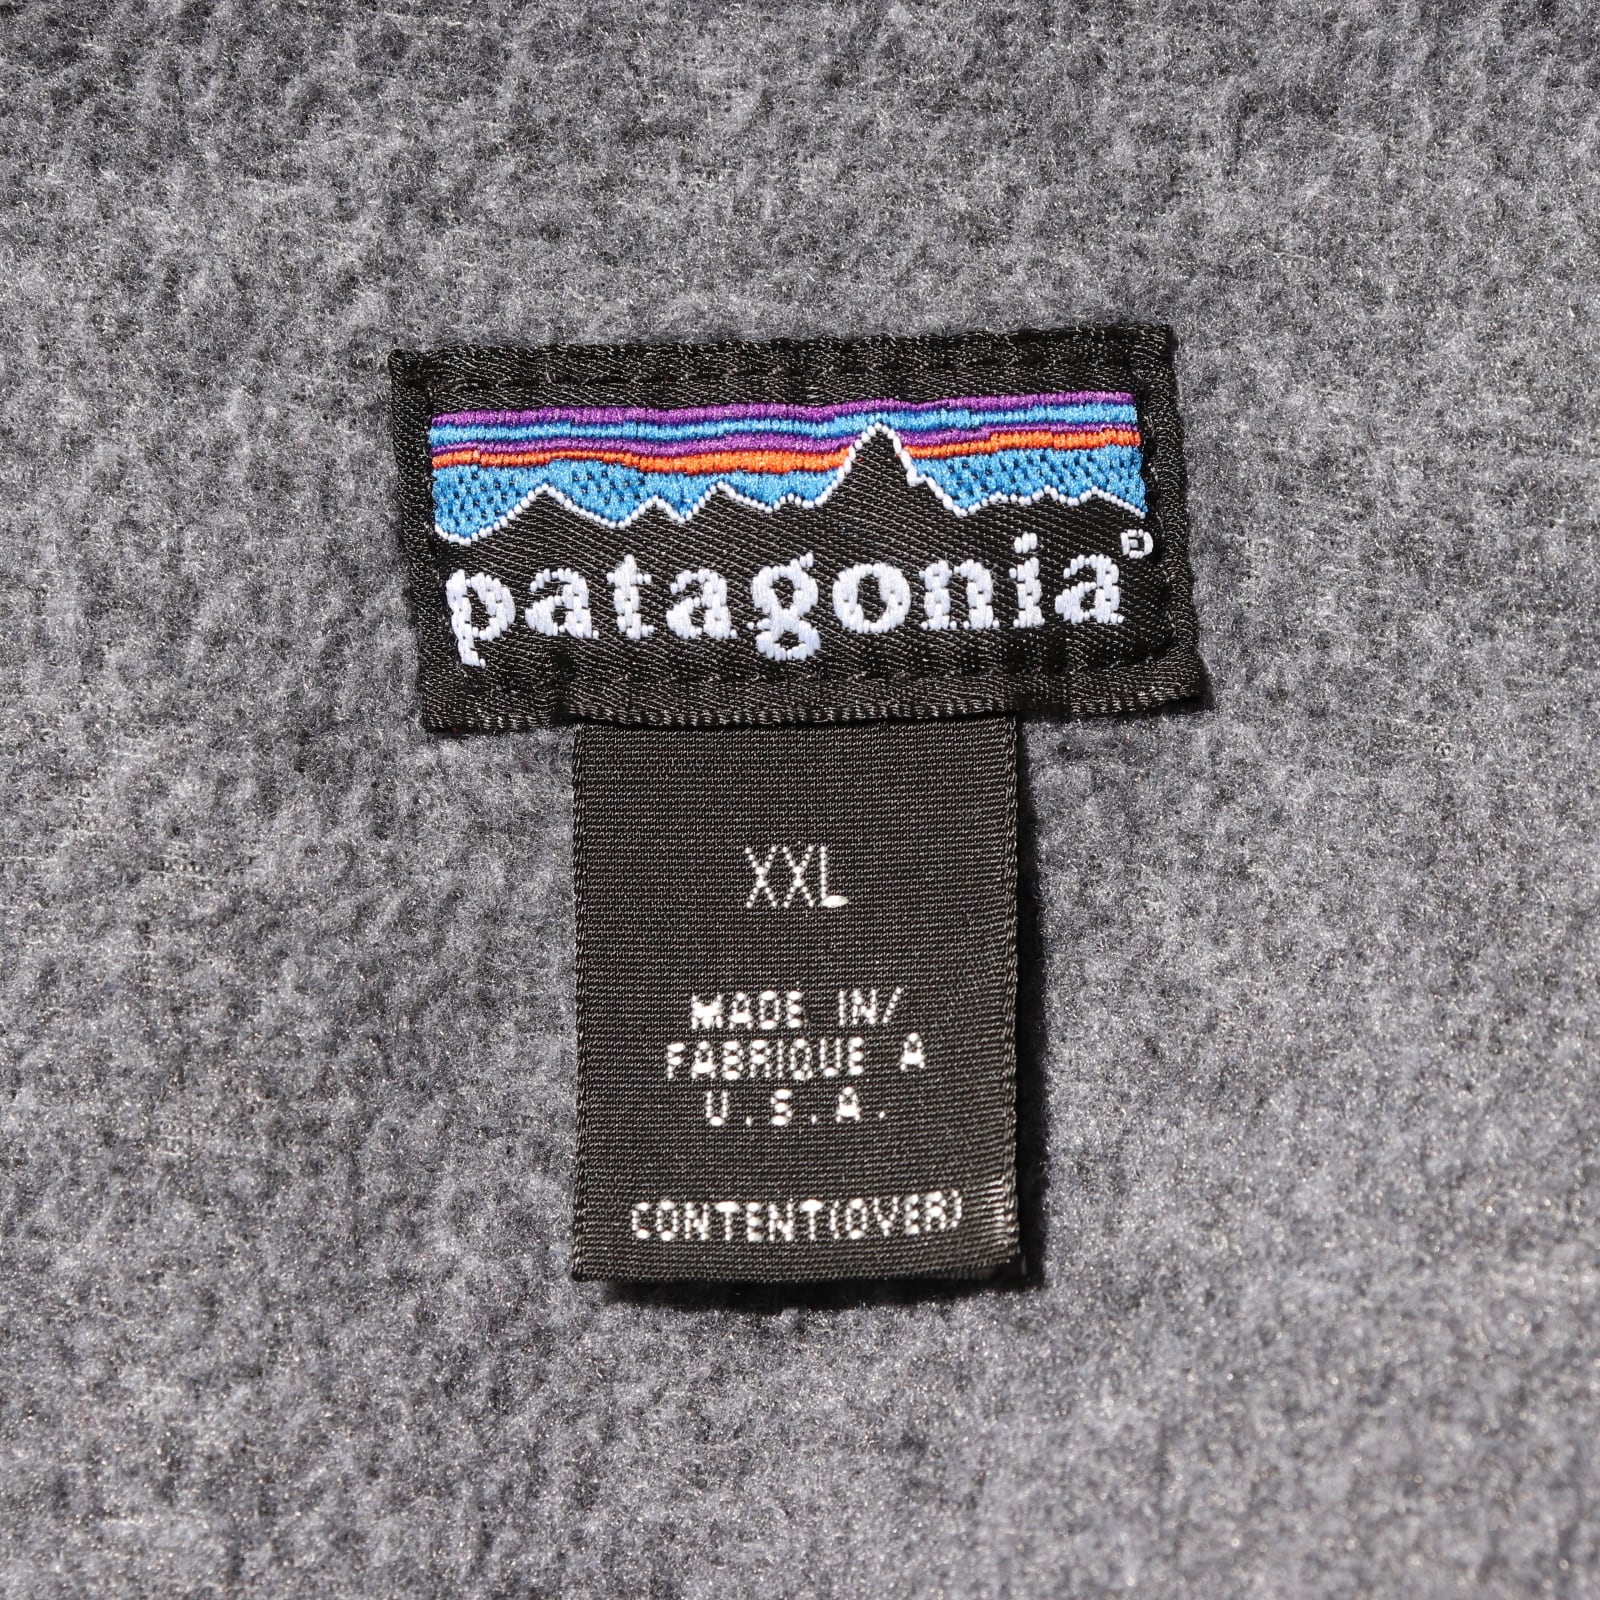 patagonia®
XXL
MADE IN/
FABRIQUE A
U.S.A.
CONTENT(OVER)